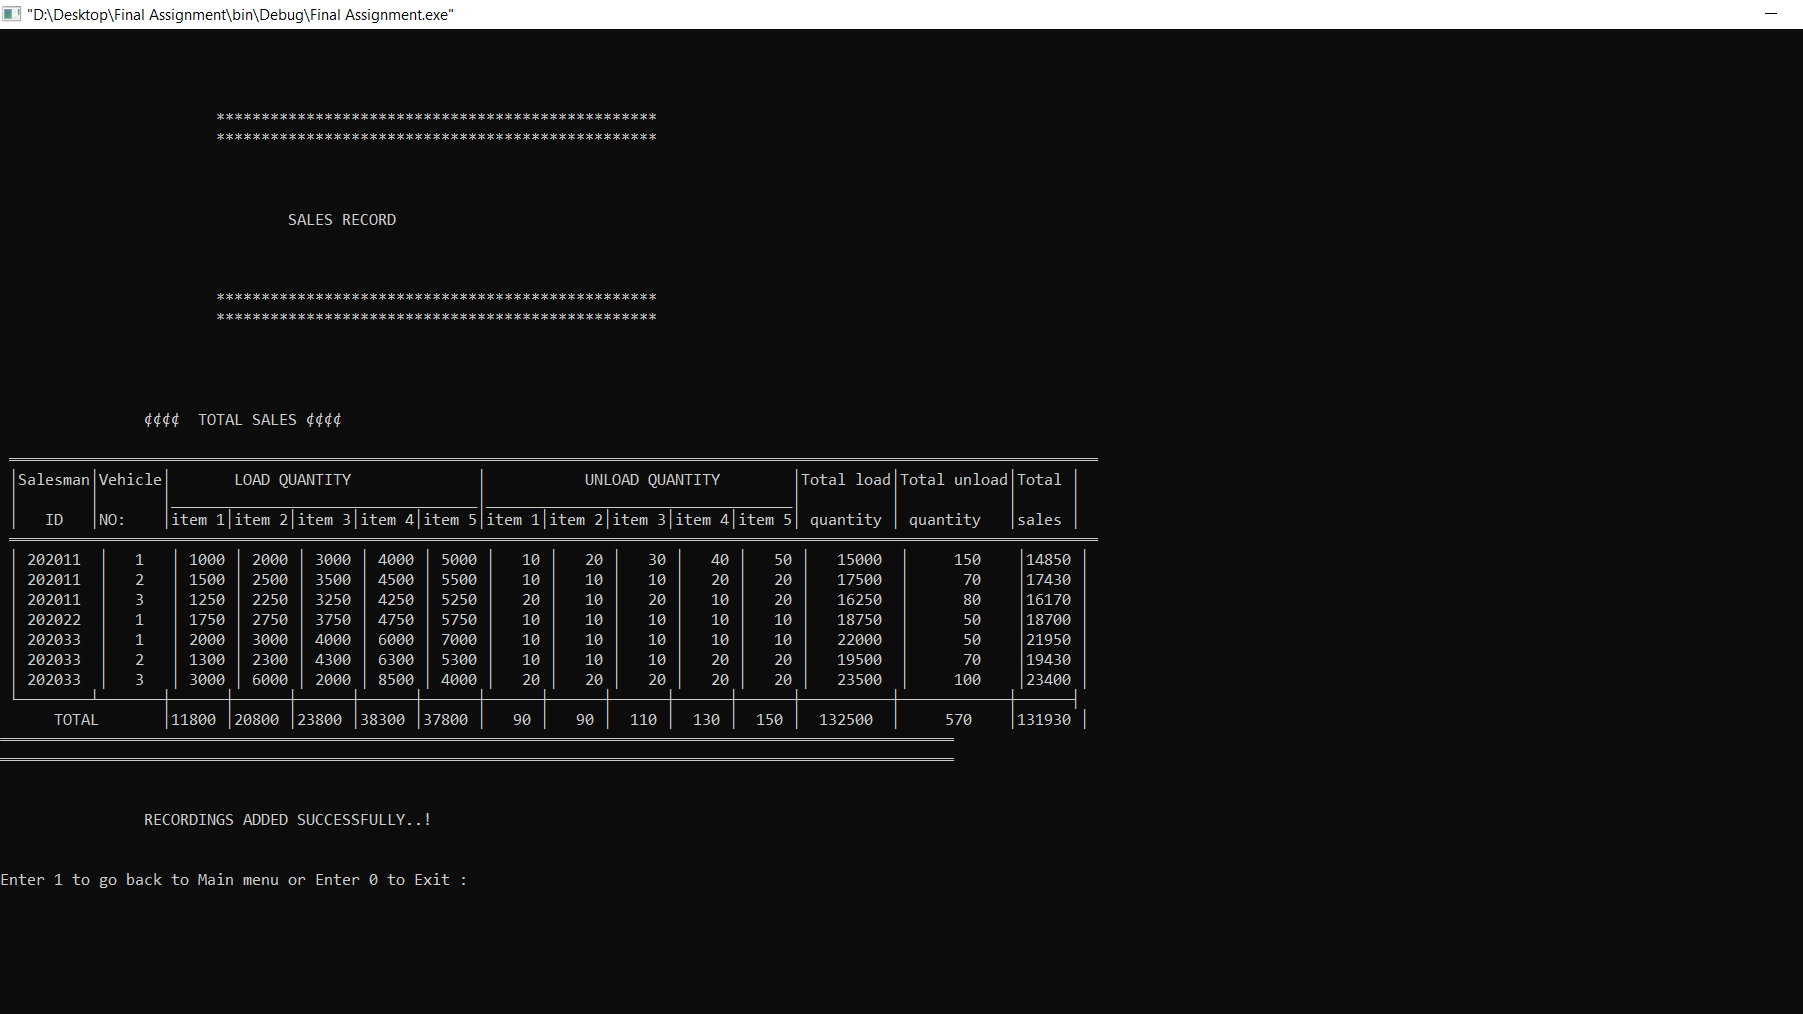 "D:\Desktop\Final Assignment\bin\Debug\Final Assignment.exe"
*************************************************
*************************************************
SALES RECORD
*************************************************
*************************************************
¢¢¢¢ TOTAL SALES ¢¢¢¢
Salesman Vehicle LOAD QUANTITY UNLOAD QUANTITY Total load Total unload Total
ID NO: item 1 item 2 item 3 item 4 item 5 item 1 item 2 item 3 item 4 item 5 quantity quantity sales
202011 1 1000 2000 3000 4000 5000 10 20 30 40 50 15000 150 14850
202011 2 1500 2500 3500 4500 5500 10 10 10 20 20 17500 70 17430
202011 3 1250 2250 3250 4250 5250 20 10 20 10 20 16250 80 16170
202022 1 1750 2750 3750 4750 5750 10 10 10 10 10 18750 50 18700
202033 1 2000 3000 4000 6000 7000 10 10 10 10 10 22000 50 21950
202033 2 1300 2300 4300 6300 5300 10 10 10 20 20 19500 70 19430
202033 3 3000 6000 2000 8500 4000 20 20 20 20 20 23500 100 23400
TOTAL 11800 20800 23800 38300 37800 90 90 110 130 150 132500 570 131930
RECORDINGS ADDED SUCCESSFULLY..!
Enter 1 to go back to Main menu or Enter 0 to Exit :